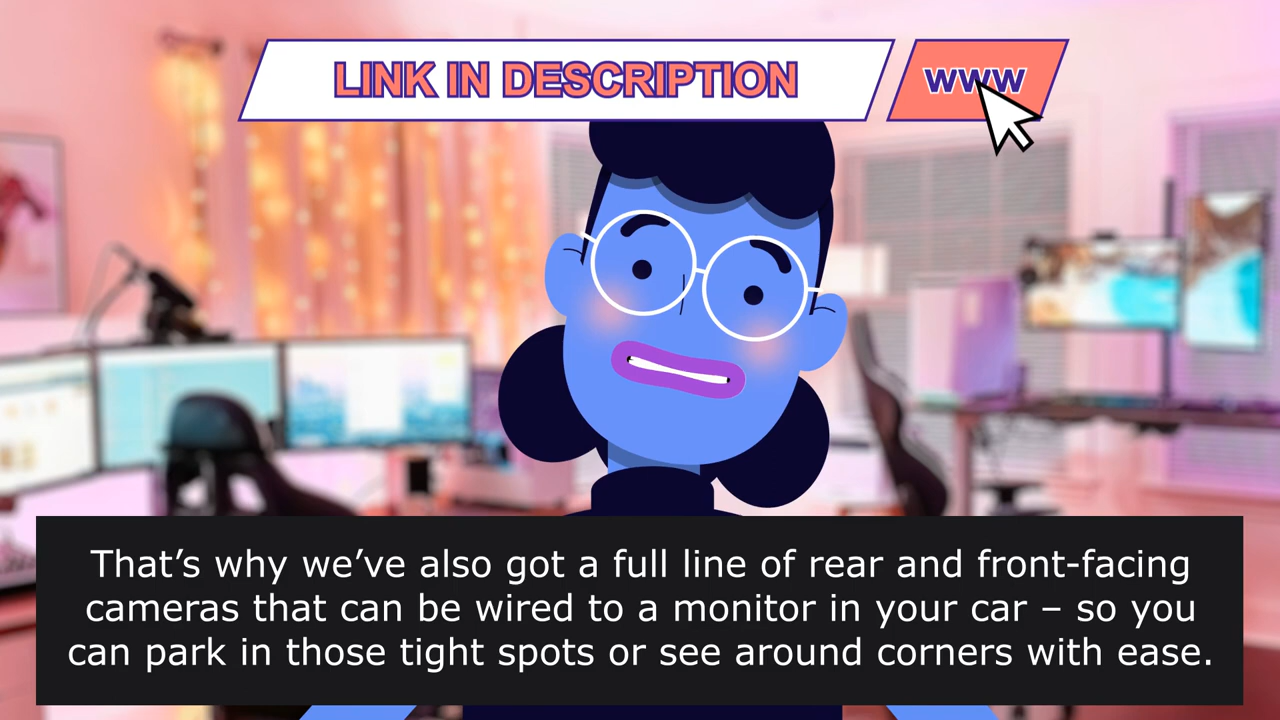 LINK IN DESCRIPTION
WWW
That’s why we’ve also got a full line of rear and front-facing
cameras that can be wired to a monitor in your car – so you
can park in those tight spots or see around corners with ease.